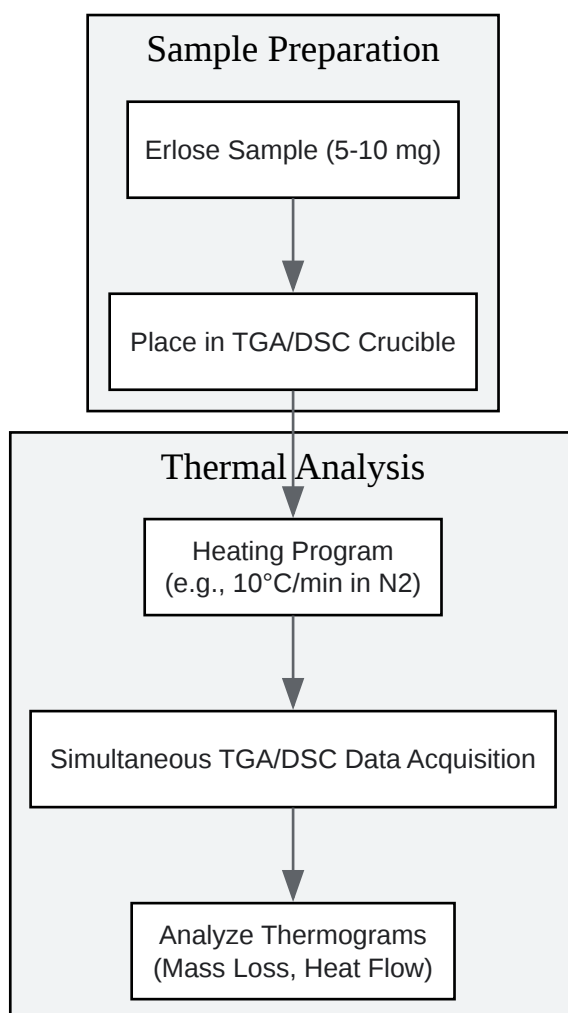 Sample Preparation
Erlose Sample (5-10 mg)
Place in TGA/DSC Crucible
Thermal Analysis
Heating Program
(e.g., 10°C/min in N2)
Simultaneous TGA/DSC Data Acquisition
Analyze Thermograms
(Mass Loss, Heat Flow)